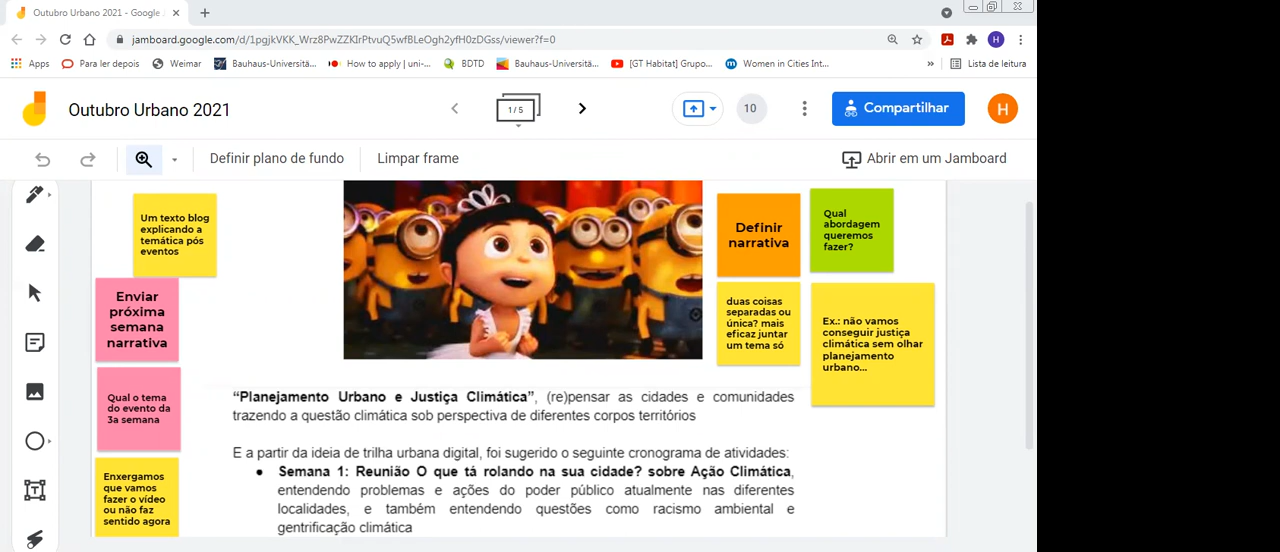 Outubro Urbano 2021 - Google
jamboard.google.com/d/1pgjkVKK_Wrz8PwZZKIrPtvuQ5wfBLeOgh2yfH0zDGss/viewer?f=0
H
Apps
Para ler depois
Weimar
Bauhaus-Universitä...
How to apply | uni-...
BDTD
Bauhaus-Universitä...
[GT Habitat] Grupo...
Women in Cities Int...
»
Lista de leitura
Outubro Urbano 2021
1 / 5
10
Compartilhar
H
Definir plano de fundo
Limpar frame
Abrir em um Jamboard
Um texto blog
explicando a
temática pós
eventos
Enviar
próxima
semana
narrativa
Qual o tema
do evento da
3a semana
Enxergamos
que vamos
fazer o vídeo
ou não faz
sentido agora
Definir
narrativa
Qual
abordagem
queremos
fazer?
duas coisas
separadas ou
única? mais
eficaz juntar
um tema só
Ex.: não vamos
conseguir justiça
climática sem olhar
planejamento
urbano...
“Planejamento Urbano e Justiça Climática”, (re)pensar as cidades e comunidades
trazendo a questão climática sob perspectiva de diferentes corpos territórios
E a partir da ideia de trilha urbana digital, foi sugerido o seguinte cronograma de atividades:
● Semana 1: Reunião O que tá rolando na sua cidade? sobre Ação Climática,
entendendo problemas e ações do poder público atualmente nas diferentes
localidades, e também entendendo questões como racismo ambiental e
gentrificação climática